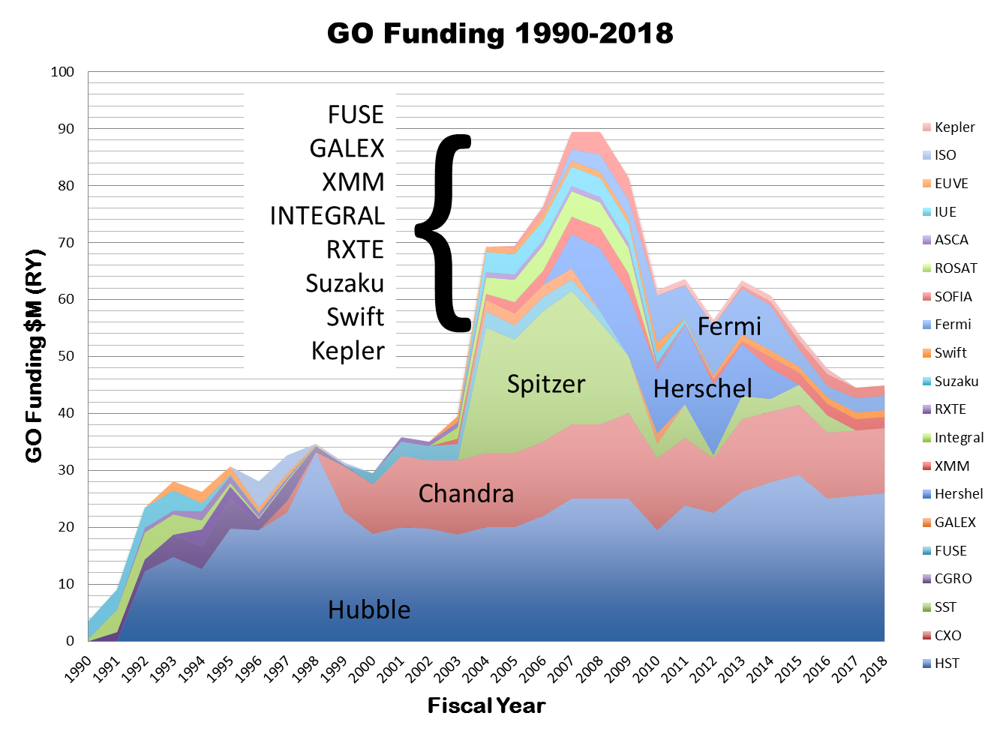 GO Funding 1990-2018
GO Funding $M (RY)
100
90
80
70
60
50
40
30
20
10
0
FUSE
GALEX
XMM
INTEGRAL
RXTE
Suzaku
Swift
Kepler
{
Fermi
Spitzer
Herschel
Chandra
Hubble
1990
1991
1992
1993
1994
1995
1996
1997
1998
1999
2000
2001
2002
2003
2004
2005
2006
2007
2008
2009
2010
2011
2012
2013
2014
2015
2016
2017
2018
Fiscal Year
Kepler
ISO
EUVE
IUE
ASCA
ROSAT
SOFIA
Fermi
Swift
Suzaku
RXTE
Integral
XMM
Hershel
GALEX
FUSE
CGRO
SST
CXO
HST